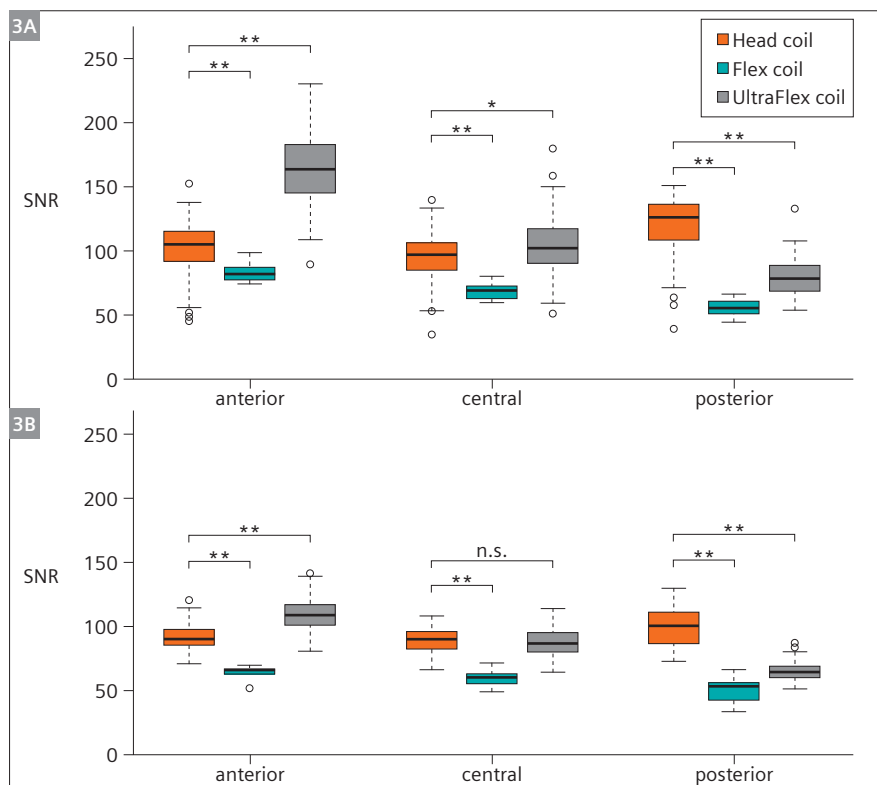 3A
250
200
150
100
50
0
SNR
Head coil
Flex coil
UltraFlex coil
**
**
*
**
**
**
anterior central posterior
3B
250
200
150
100
50
0
SNR
**
**
n.s.
**
**
**
anterior central posterior